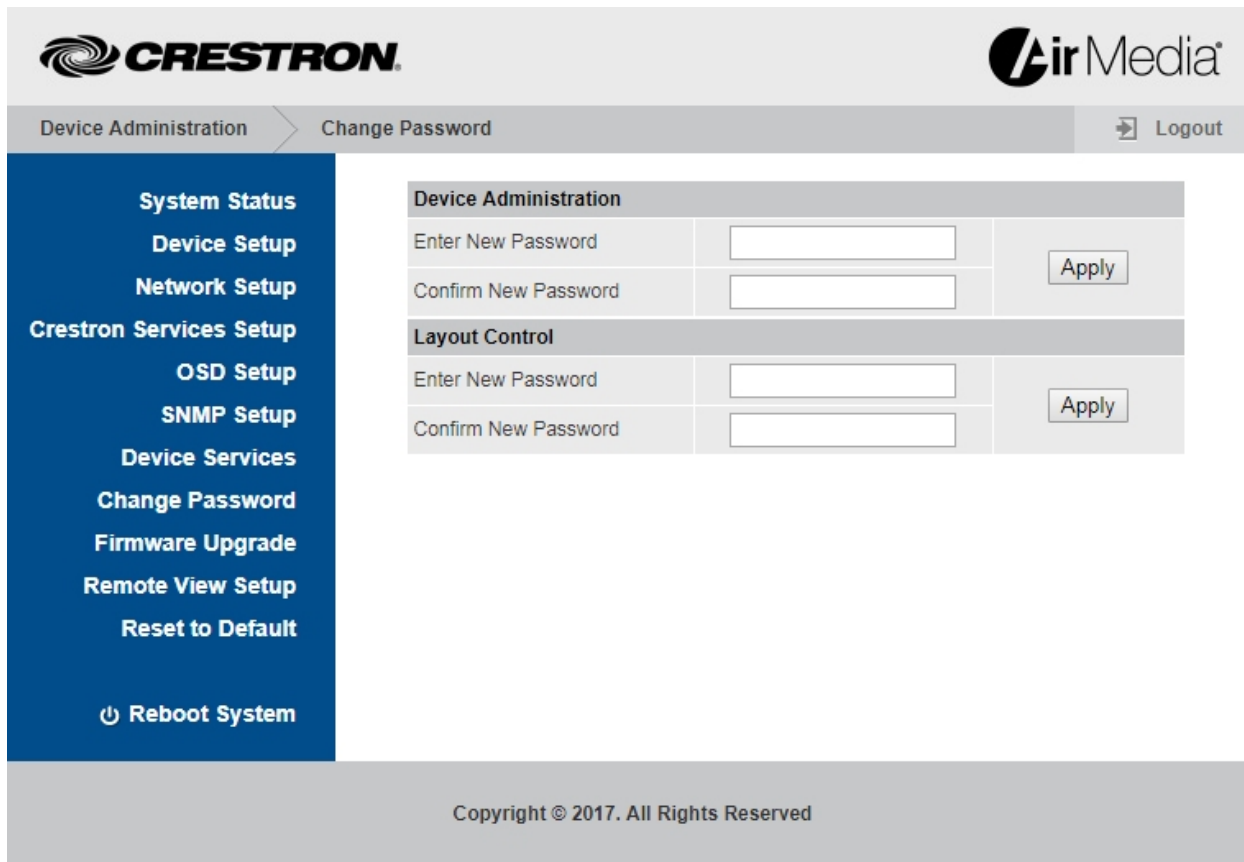 CRESTRON®
AirMedia®
Device Administration
Change Password
Logout
System Status
Device Setup
Network Setup
Crestron Services Setup
OSD Setup
SNMP Setup
Device Services
Change Password
Firmware Upgrade
Remote View Setup
Reset to Default
Reboot System
Device Administration
Enter New Password
Confirm New Password
Apply
Layout Control
Enter New Password
Confirm New Password
Apply
Copyright © 2017. All Rights Reserved